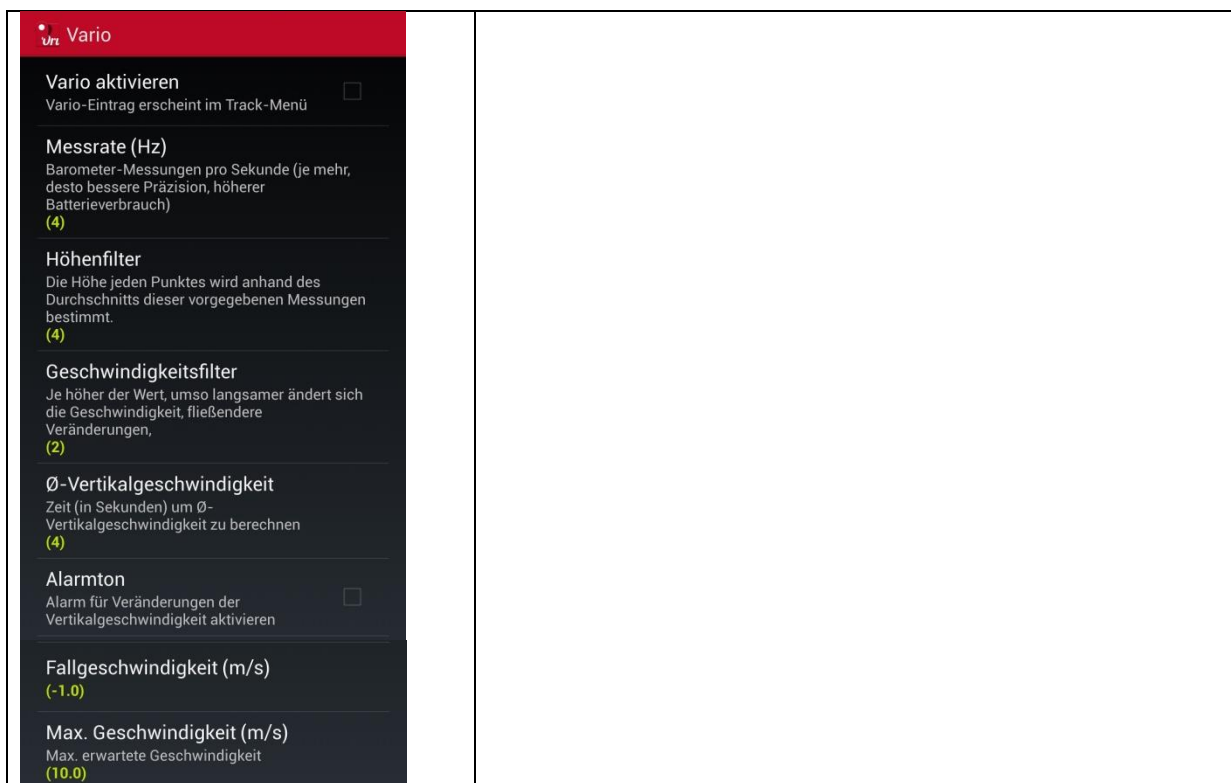 Vario
Vario aktivieren
Vario-Eintrag erscheint im Track-Menü
Messrate (Hz)
Barometer-Messungen pro Sekunde (je mehr,
desto bessere Präzision, höherer
Batterieverbrauch)
(4)
Höhenfilter
Die Höhe jeden Punktes wird anhand des
Durchschnitts dieser vorgegebenen Messungen
bestimmt.
(4)
Geschwindigkeitsfilter
Je höher der Wert, umso langsamer ändert sich
die Geschwindigkeit, fließendere
Veränderungen,
(2)
Ø-Vertikalgeschwindigkeit
Zeit (in Sekunden) um Ø-
Vertikalgeschwindigkeit zu berechnen
(4)
Alarmton
Alarm für Veränderungen der
Vertikalgeschwindigkeit aktivieren
Fallgeschwindigkeit (m/s)
(-1.0)
Max. Geschwindigkeit (m/s)
Max. erwartete Geschwindigkeit
(10.0)